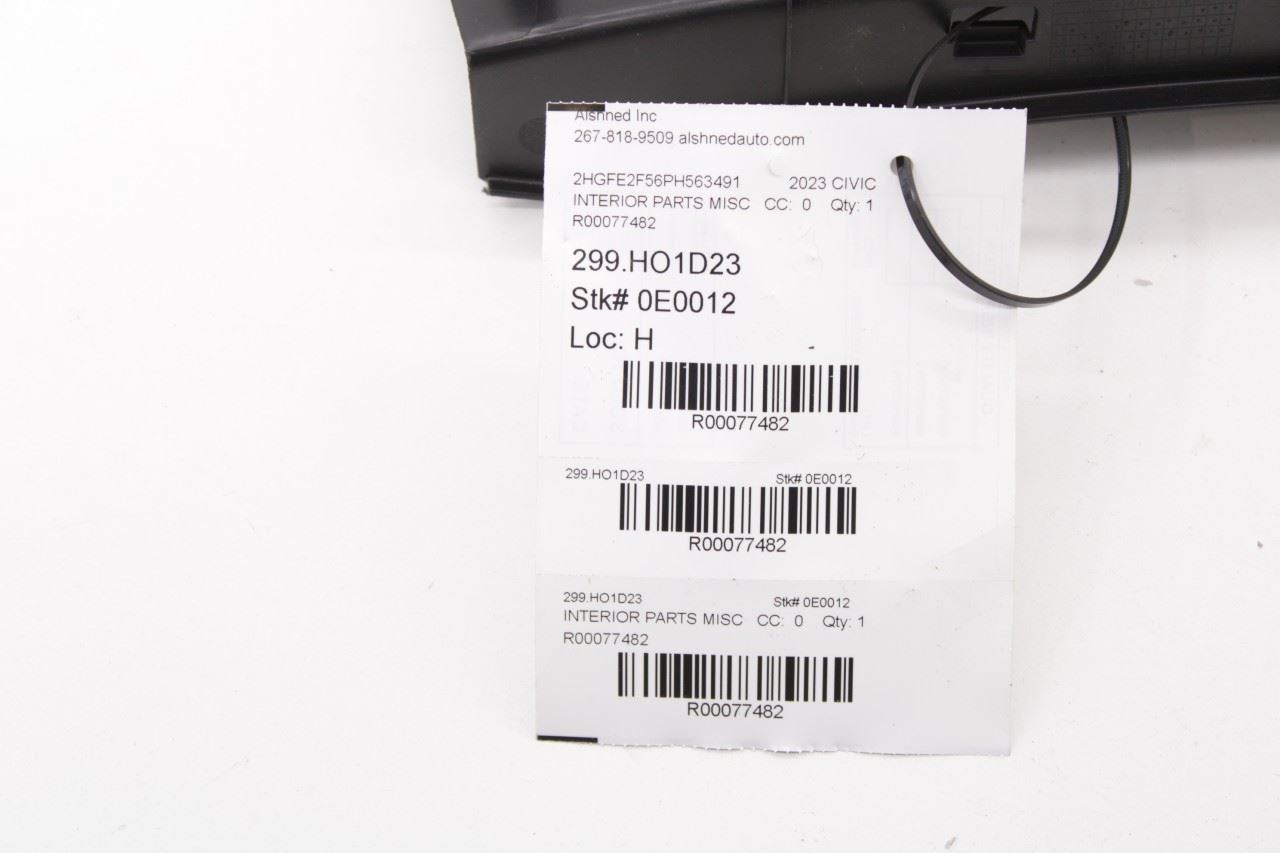 Alshned Inc
267-818-9509 alshnedauto.com
2HGFE2F56PH563491 2023 CIVIC
INTERIOR PARTS MISC CC: 0 Qty: 1
R00077482
299.HO1D23
Stk# 0E0012
Loc: H
R00077482
299.HO1D23 Stk# 0E0012
R00077482
299.HO1D23 Stk# 0E0012
INTERIOR PARTS MISC CC: 0 Qty: 1
R00077482
R00077482